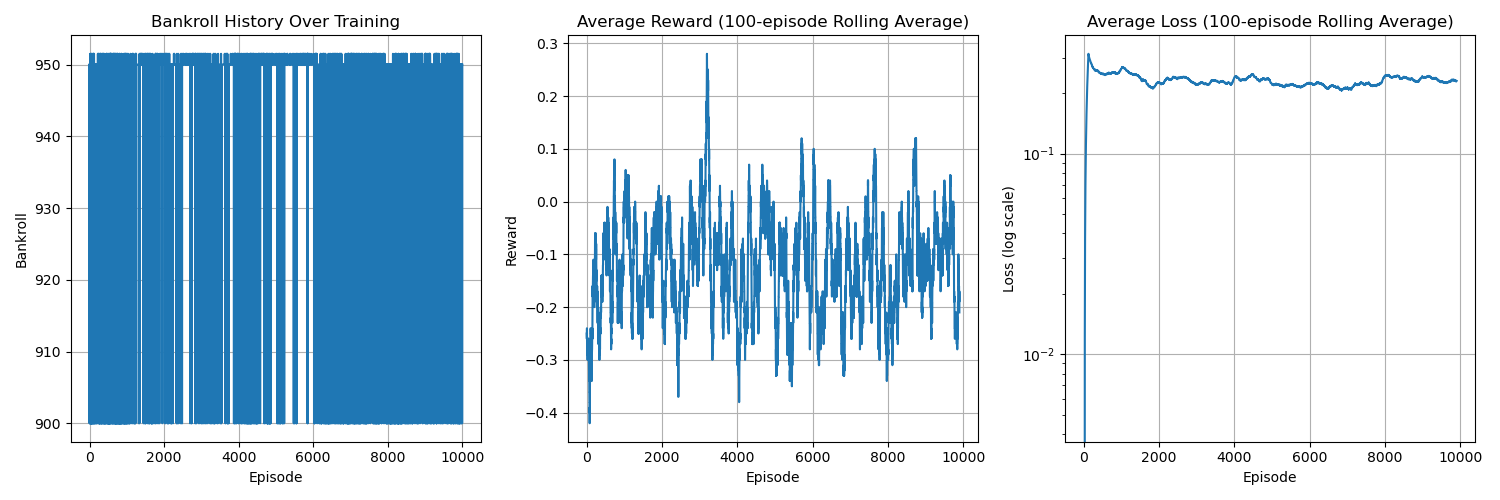 Bankroll History Over Training
Bankroll
950
940
930
920
910
900
0 2000 4000 6000 8000 10000
Episode
Average Reward (100-episode Rolling Average)
Reward
0.3
0.2
0.1
0.0
−0.1
−0.2
−0.3
−0.4
0 2000 4000 6000 8000 10000
Episode
Average Loss (100-episode Rolling Average)
Loss (log scale)
10⁻¹
10⁻²
0 2000 4000 6000 8000 10000
Episode